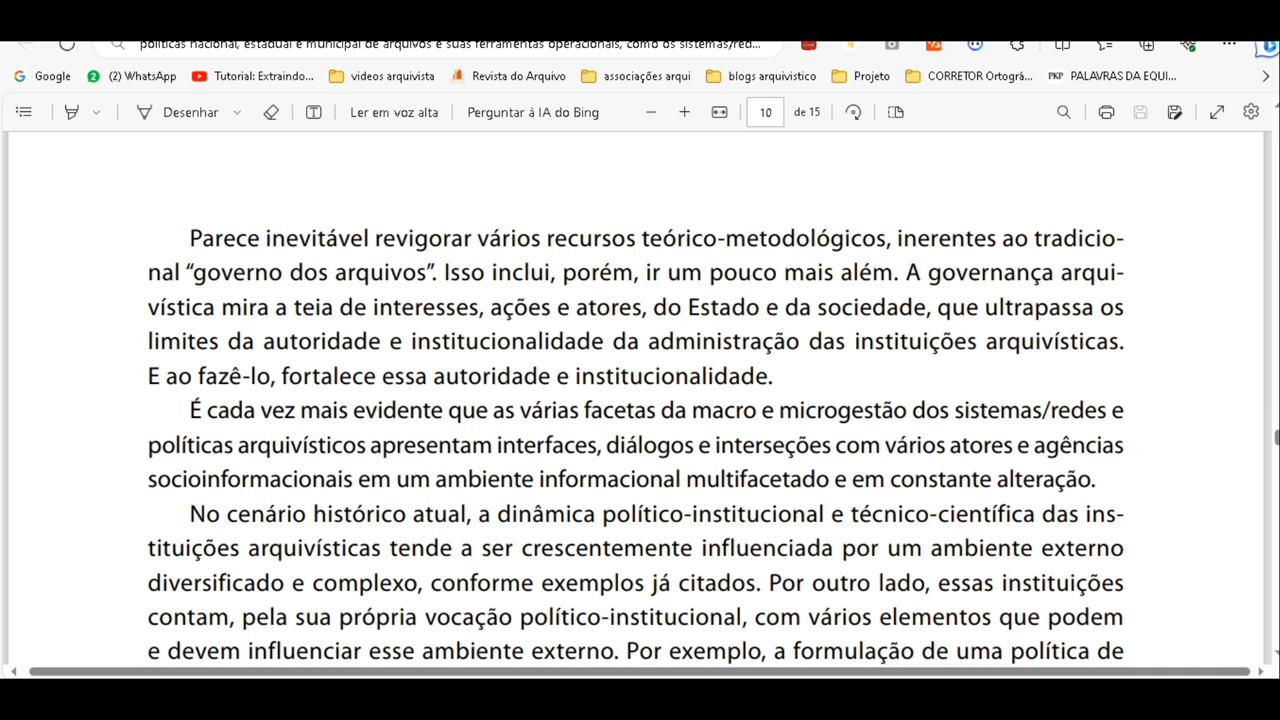 políticas nacional, estadual e municipal de arquivos e suas ferramentas operacionais, como os sistemas/red...
Google (2) WhatsApp Tutorial: Extraindo... videos arquivista Revista do Arquivo associações arqui blogs arquivistico Projeto CORRETOR Ortográ... PKP PALAVRAS DA EQUI...
Desenhar Ler em voz alta Perguntar à IA do Bing 10 de 15
Parece inevitável revigorar vários recursos teórico-metodológicos, inerentes ao tradicio-
nal “governo dos arquivos”. Isso inclui, porém, ir um pouco mais além. A governança arqui-
vística mira a teia de interesses, ações e atores, do Estado e da sociedade, que ultrapassa os
limites da autoridade e institucionalidade da administração das instituições arquivísticas.
E ao fazê-lo, fortalece essa autoridade e institucionalidade.
É cada vez mais evidente que as várias facetas da macro e microgestão dos sistemas/redes e
políticas arquivísticos apresentam interfaces, diálogos e interseções com vários atores e agências
socioinformacionais em um ambiente informacional multifacetado e em constante alteração.
No cenário histórico atual, a dinâmica político-institucional e técnico-científica das ins-
tituições arquivísticas tende a ser crescentemente influenciada por um ambiente externo
diversificado e complexo, conforme exemplos já citados. Por outro lado, essas instituições
contam, pela sua própria vocação político-institucional, com vários elementos que podem
e devem influenciar esse ambiente externo. Por exemplo, a formulação de uma política de